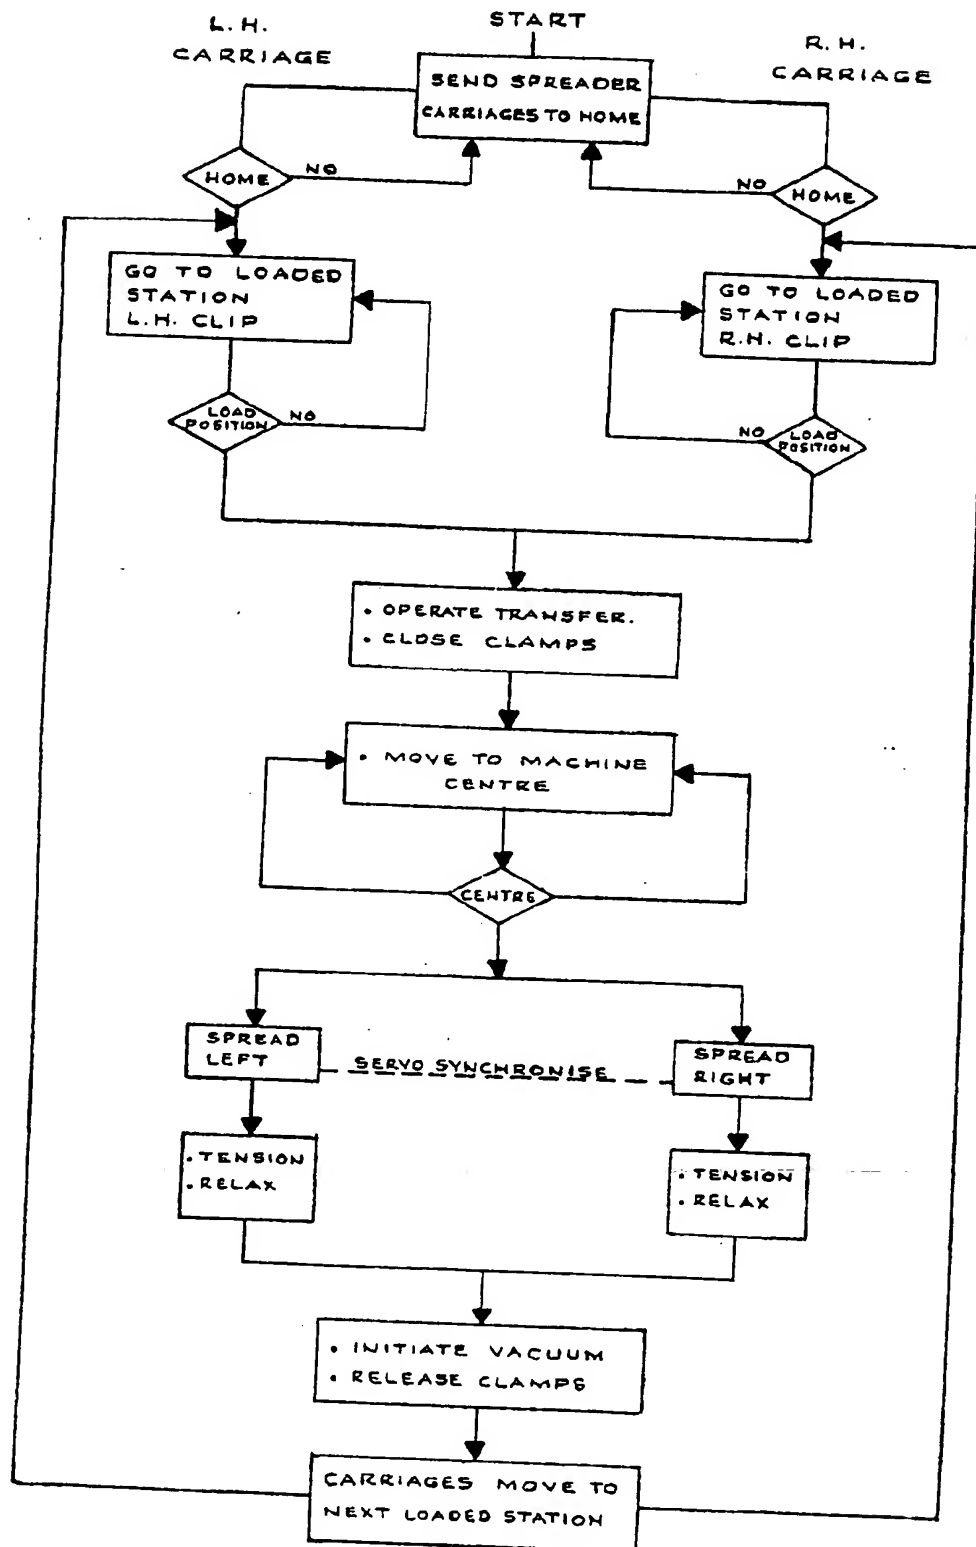 START
L.H.
CARRIAGE
R.H.
CARRIAGE
SEND SPREADER
CARRIAGES TO HOME
HOME
NO
NO
HOME
GO TO LOADED
STATION
L.H. CLIP
GO TO LOADED
STATION
R.H. CLIP
LOAD
POSITION
NO
NO
LOAD
POSITION
• OPERATE TRANSFER.
• CLOSE CLAMPS
• MOVE TO MACHINE
CENTRE
CENTRE
SPREAD
LEFT
SERVO SYNCHRONISE
SPREAD
RIGHT
• TENSION
• RELAX
• TENSION
• RELAX
• INITIATE VACUUM
• RELEASE CLAMPS
CARRIAGES MOVE TO
NEXT LOADED STATION